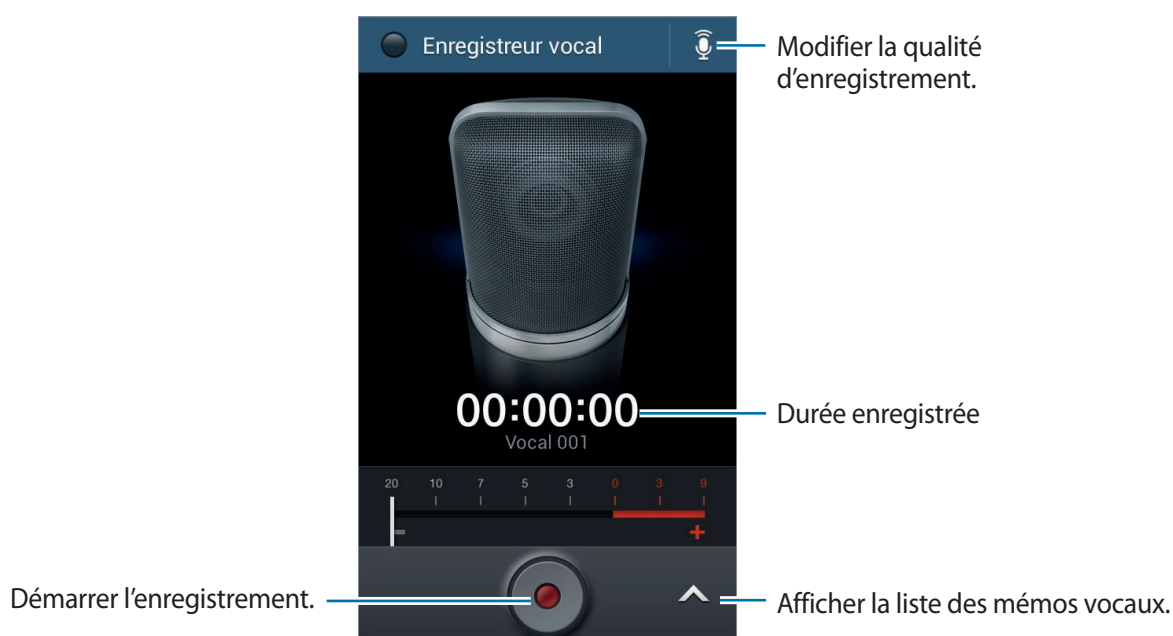 Enregistreur vocal
Modifier la qualité
d’enregistrement.
00:00:00
Durée enregistrée
Vocal 001
20 10 7 5 3 0 3 9
- +
Démarrer l’enregistrement.
Afficher la liste des mémos vocaux.